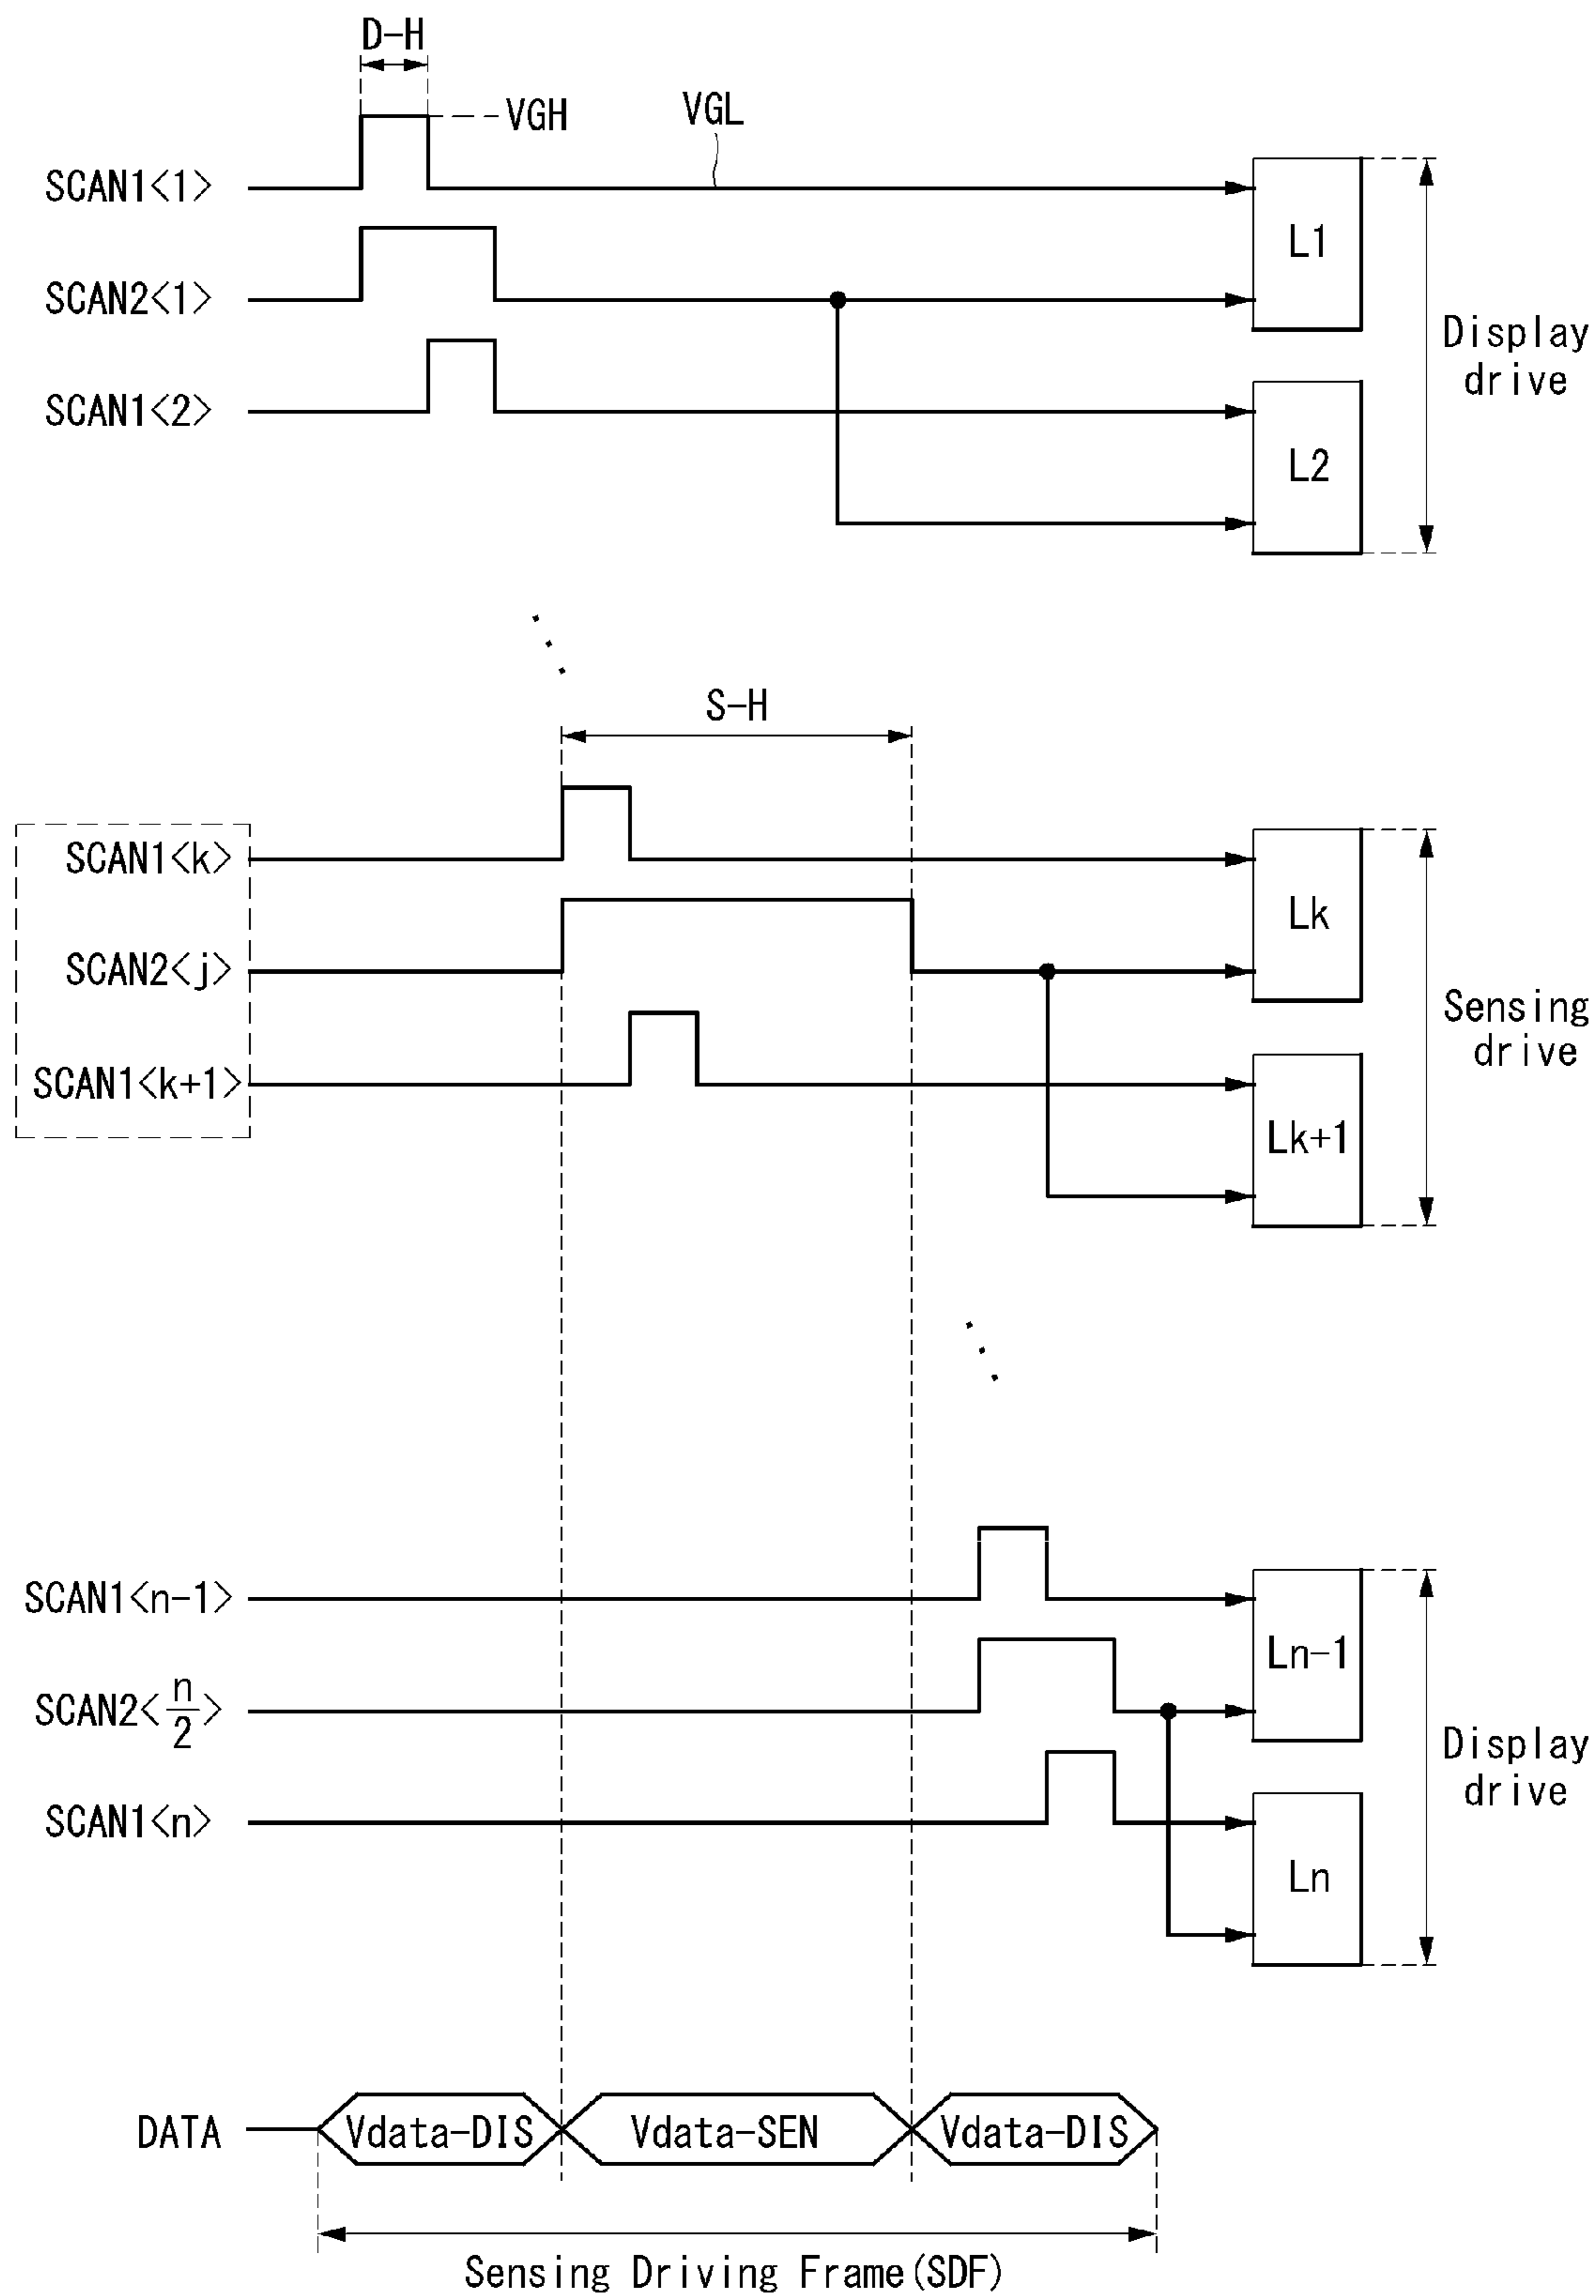 D-H
VGH
VGL
SCAN1<1>
SCAN2<1>
L1
Display
drive
SCAN1<2>
L2
S-H
SCAN1<k>
Lk
SCAN2<j>
Sensing
drive
SCAN1<k+1>
Lk+1
SCAN1<n-1>
Ln-1
SCAN2<n/2>
Display
drive
SCAN1<n>
Ln
DATA
Vdata-DIS
Vdata-SEN
Vdata-DIS
Sensing Driving Frame(SDF)